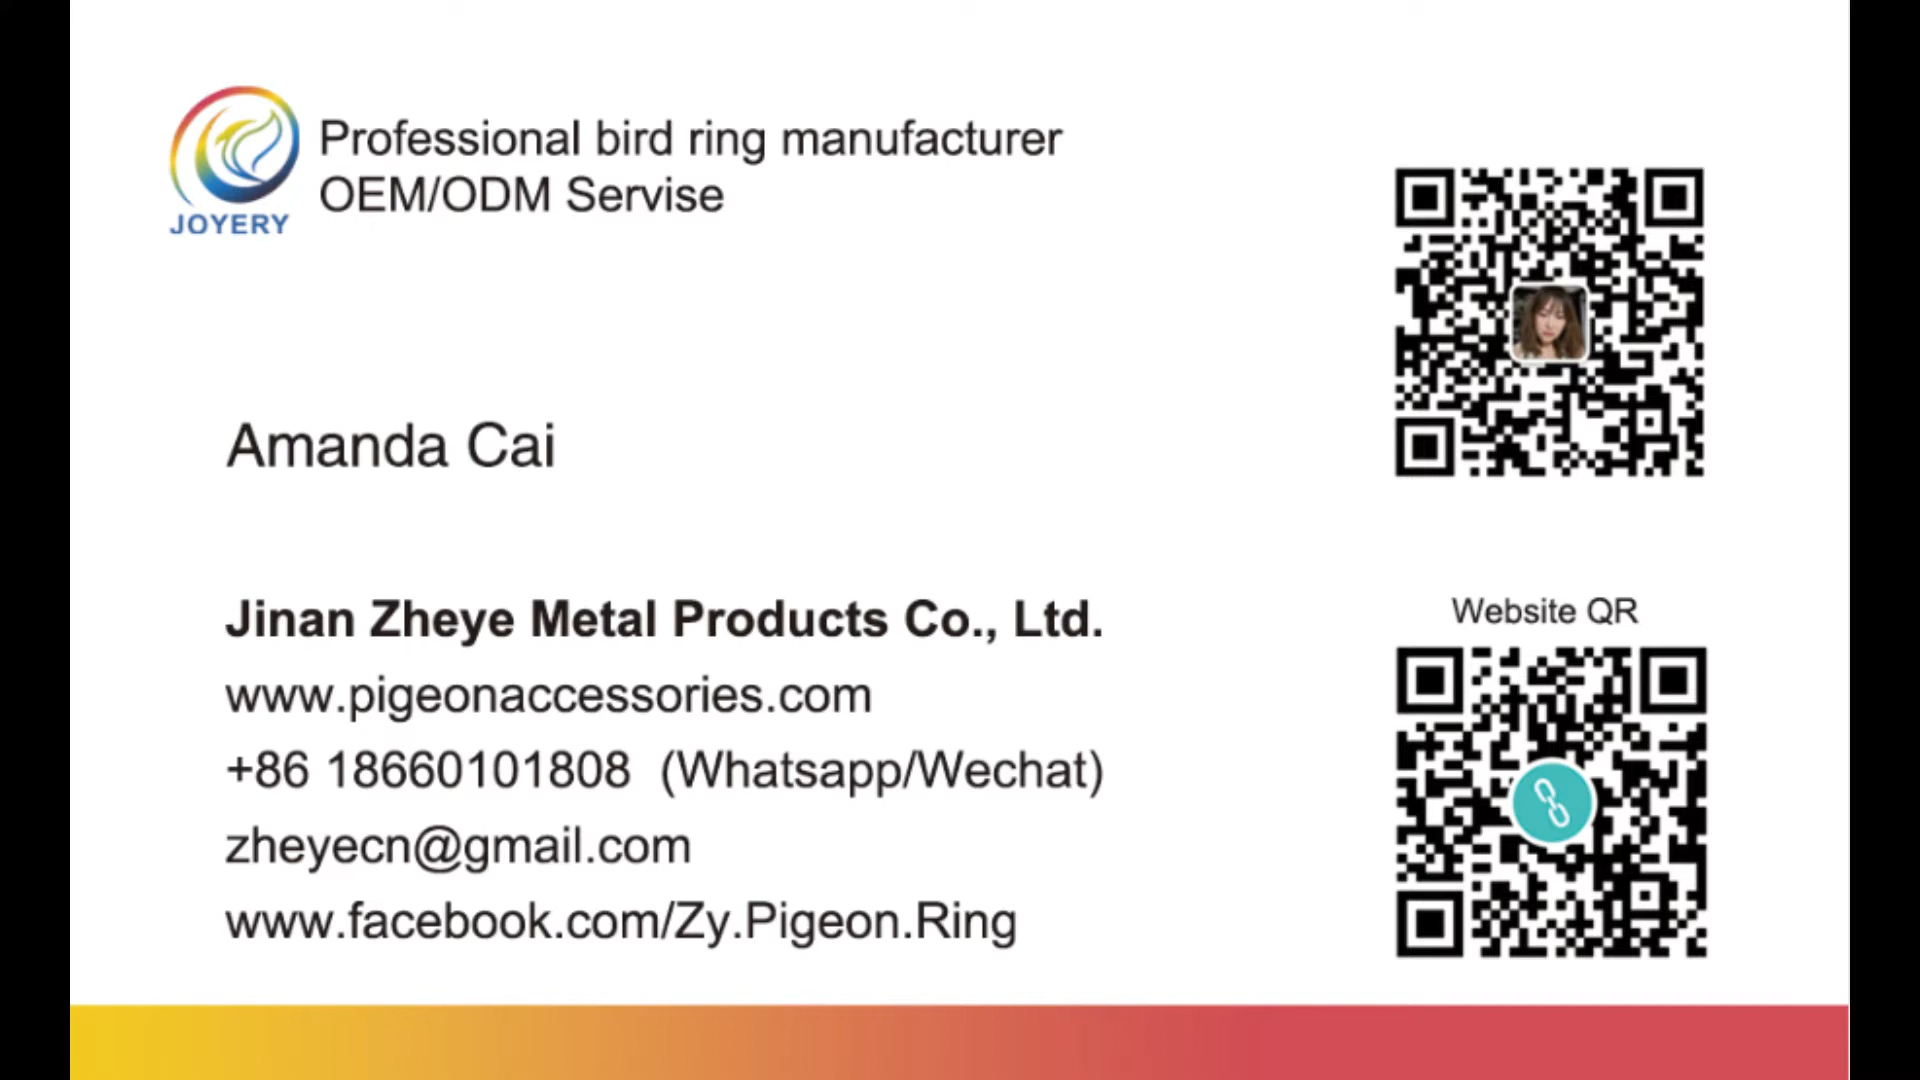 Professional bird ring manufacturer
OEM/ODM Servise
JOYERY
Amanda Cai
Jinan Zheye Metal Products Co., Ltd.
www.pigeonaccessories.com
+86 18660101808 (Whatsapp/Wechat)
zheyecn@gmail.com
www.facebook.com/Zy.Pigeon.Ring
Website QR